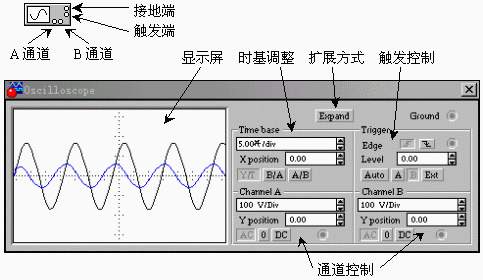 接地端
触发端
A 通道 B 通道
显示屏 时基调整 扩展方式 触发控制
Oscilloscope
Expand Ground
Time base Trigger
/div Edge
X position 0.00 Level 0.00
Y/T B/A A/B Auto A B Ext
Channel A Channel B
100 V/Div 100 V/Div
Y position 0.00 Y position 0.00
AC 0 DC AC 0 DC
通道控制